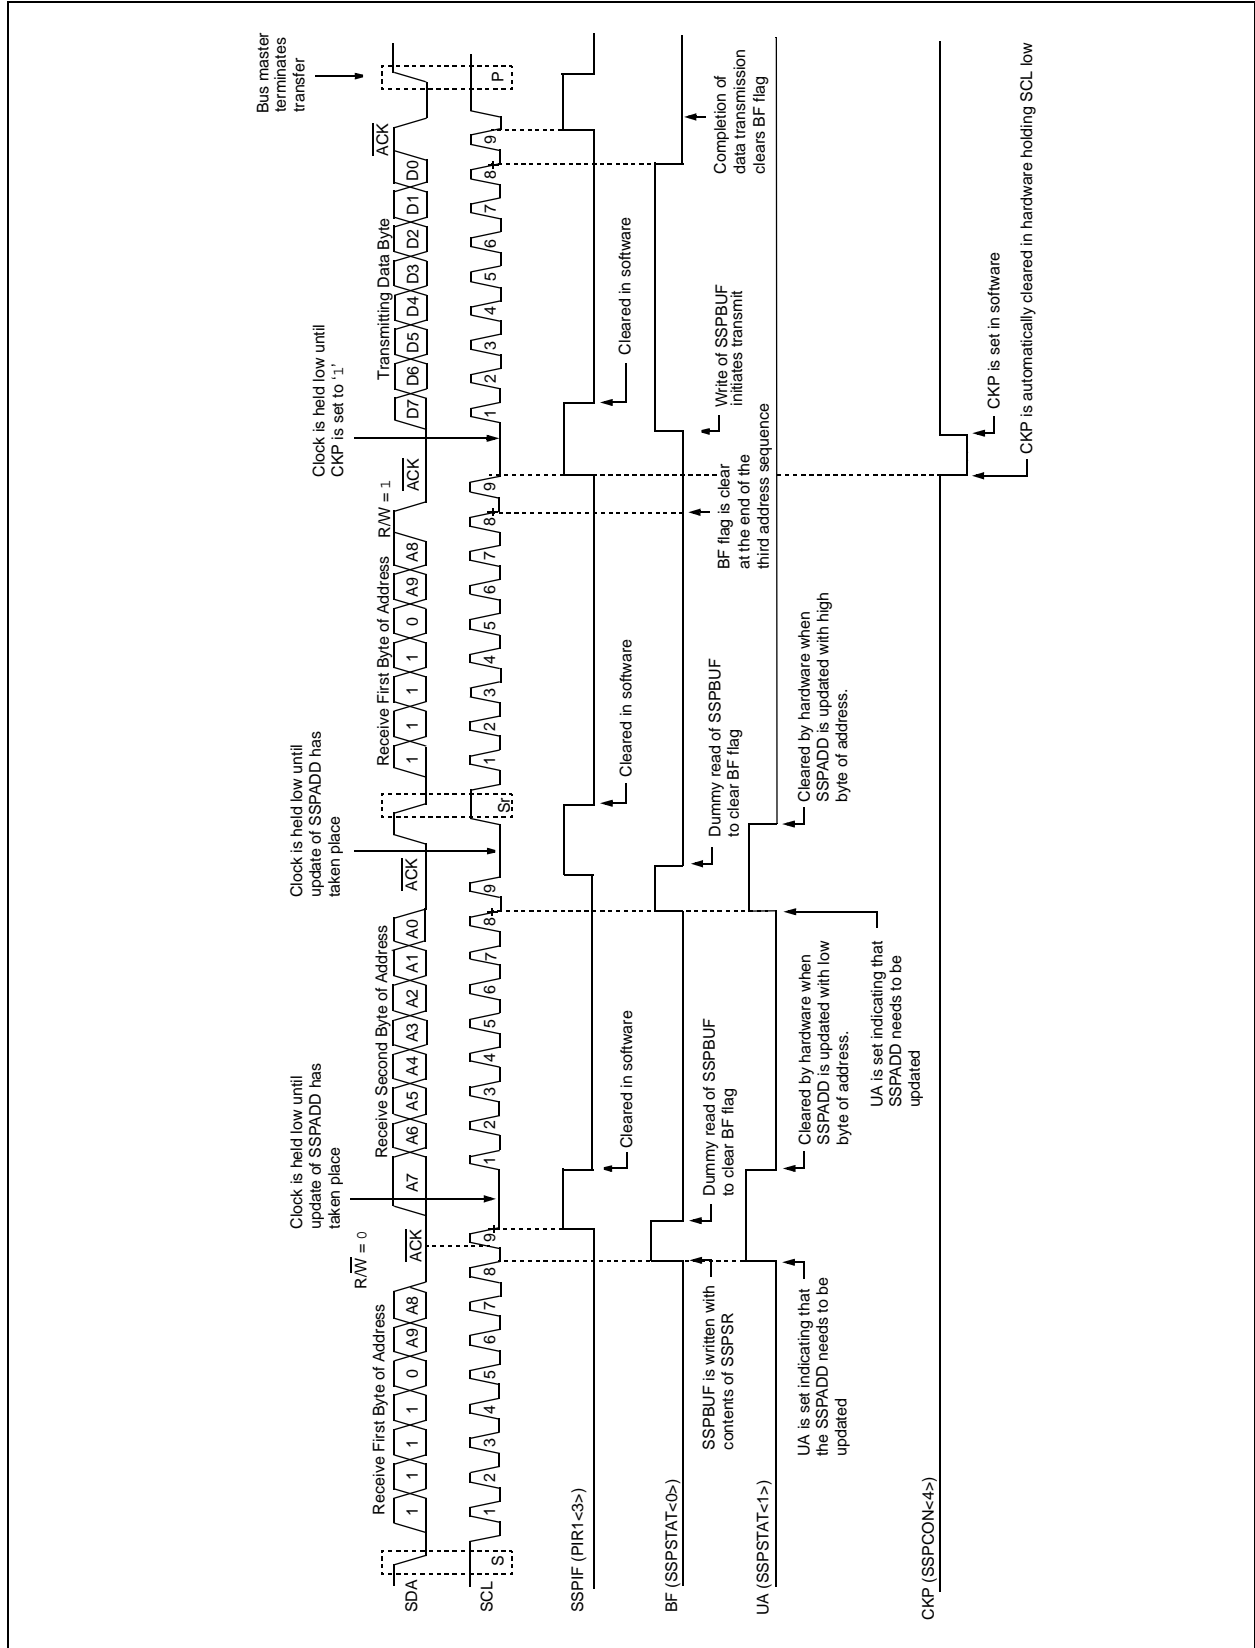 Bus master
terminates
transfer
Clock is held low until
CKP is set to ‘1’
Clock is held low until
update of SSPADD has
taken place
Clock is held low until
update of SSPADD has
taken place
R/W = 0
Receive First Byte of Address
Receive Second Byte of Address
Receive First Byte of Address
R/W = 1
Transmitting Data Byte
ACK
ACK
ACK
ACK
SDA
1 1 1 1 0 A9 A8
A7 A6 A5 A4 A3 A2 A1 A0
1 1 1 1 0 A9 A8
D7 D6 D5 D4 D3 D2 D1 D0
SCL
S
1 2 3 4 5 6 7 8 9
1 2 3 4 5 6 7 8 9
Sr
1 2 3 4 5 6 7 8 9
1 2 3 4 5 6 7 8 9
P
SSPIF (PIR1<3>)
Cleared in software
Cleared in software
Cleared in software
BF (SSPSTAT<0>)
SSPBUF is written with
contents of SSPSR
Dummy read of SSPBUF
to clear BF flag
Dummy read of SSPBUF
to clear BF flag
BF flag is clear
at the end of the
third address sequence
Write of SSPBUF
initiates transmit
Completion of
data transmission
clears BF flag
UA (SSPSTAT<1>)
UA is set indicating that
the SSPADD needs to be
updated
Cleared by hardware when
SSPADD is updated with low
byte of address.
UA is set indicating that
SSPADD needs to be
updated
Cleared by hardware when
SSPADD is updated with high
byte of address.
CKP (SSPCON<4>)
CKP is set in software
CKP is automatically cleared in hardware holding SCL low